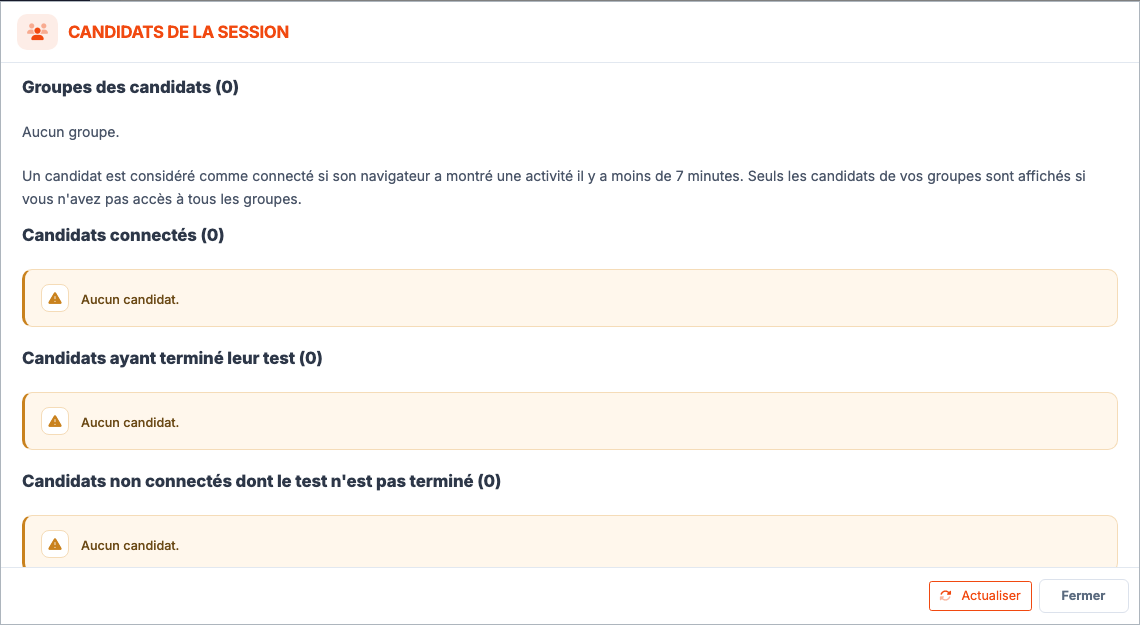 CANDIDATS DE LA SESSION
Groupes des candidats (0)
Aucun groupe.
Un candidat est considéré comme connecté si son navigateur a montré une activité il y a moins de 7 minutes. Seuls les candidats de vos groupes sont affichés si
vous n'avez pas accès à tous les groupes.
Candidats connectés (0)
Aucun candidat.
Candidats ayant terminé leur test (0)
Aucun candidat.
Candidats non connectés dont le test n'est pas terminé (0)
Aucun candidat.
Actualiser
Fermer